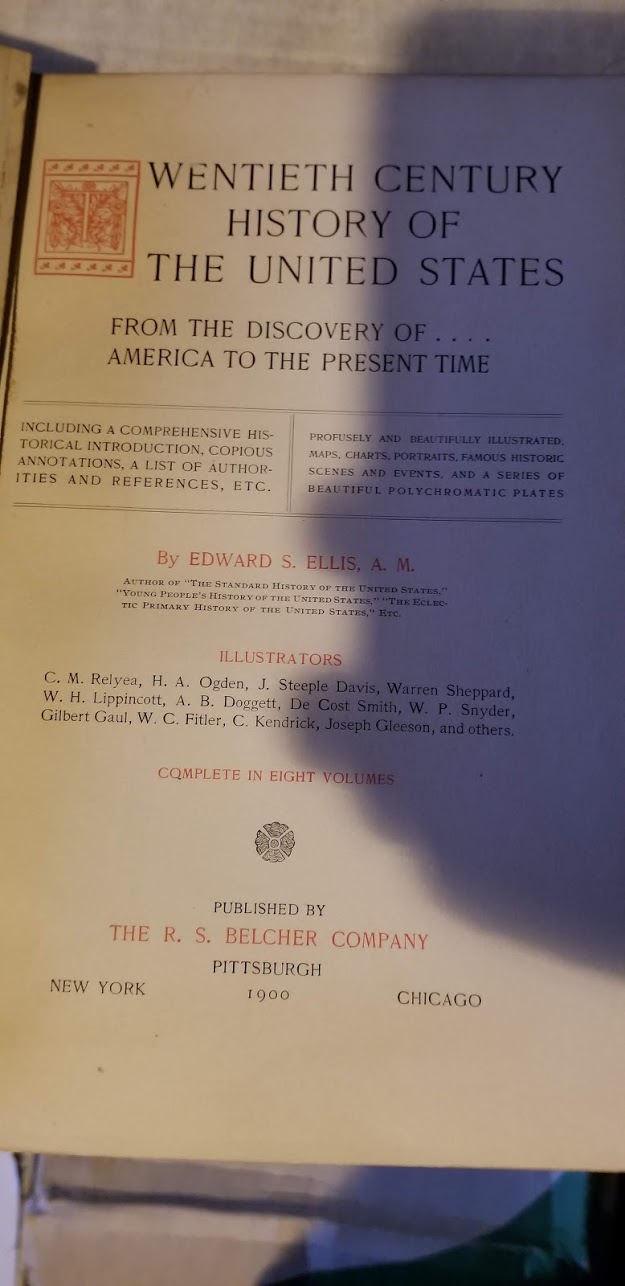 TWENTIETH CENTURY
HISTORY OF
THE UNITED STATES
FROM THE DISCOVERY OF . . . .
AMERICA TO THE PRESENT TIME
INCLUDING A COMPREHENSIVE HIS-
TORICAL INTRODUCTION, COPIOUS
ANNOTATIONS, A LIST OF AUTHOR-
ITIES AND REFERENCES, ETC.
PROFUSELY AND BEAUTIFULLY ILLUSTRATED,
MAPS, CHARTS, PORTRAITS, FAMOUS HISTORIC
SCENES AND EVENTS, AND A SERIES OF
BEAUTIFUL POLYCHROMATIC PLATES
By EDWARD S. ELLIS, A. M.
AUTHOR OF "THE STANDARD HISTORY OF THE UNITED STATES,"
"YOUNG PEOPLE'S HISTORY OF THE UNITED STATES," "THE ECLEC-
TIC PRIMARY HISTORY OF THE UNITED STATES," ETC.
ILLUSTRATORS
C. M. Relyea, H. A. Ogden, J. Steeple Davis, Warren Sheppard,
W. H. Lippincott, A. B. Doggett, De Cost Smith, W. P. Snyder,
Gilbert Gaul, W. C. Fitler, C. Kendrick, Joseph Gleeson, and others.
COMPLETE IN EIGHT VOLUMES
PUBLISHED BY
THE R. S. BELCHER COMPANY
PITTSBURGH
NEW YORK 1900 CHICAGO